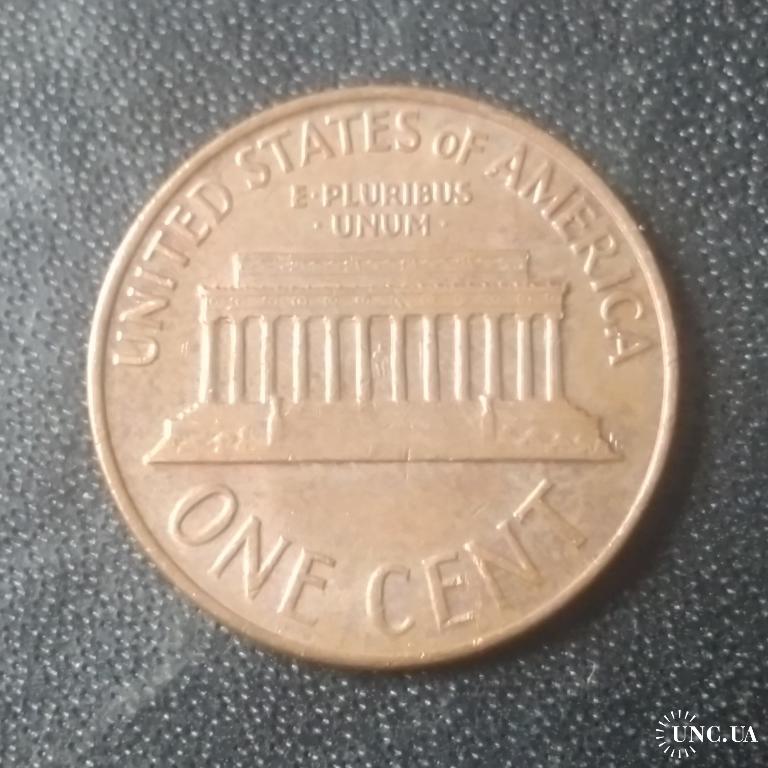 UNITED STATES OF AMERICA
E·PLURIBUS
·UNUM·
ONE CENT
UNC.UA